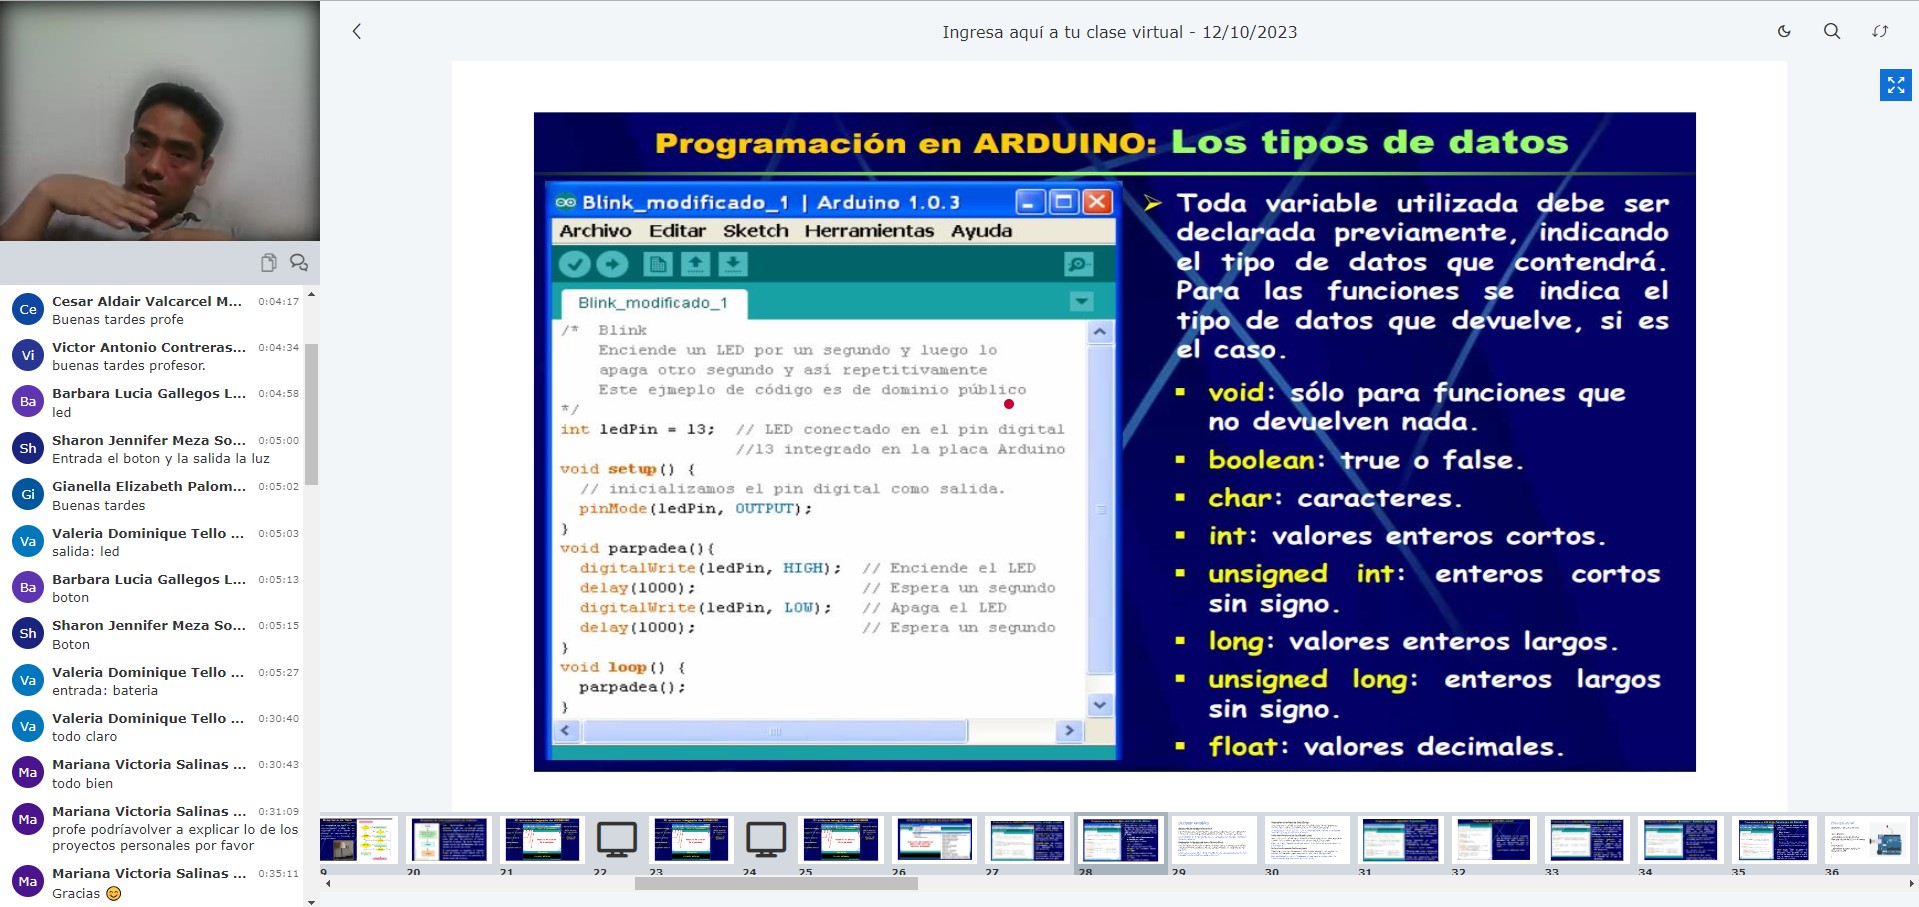 Ingresa aquí a tu clase virtual - 12/10/2023
Ce
Cesar Aldair Valcarcel M... 0:04:17
Buenas tardes profe
Vi
Victor Antonio Contreras... 0:04:34
buenas tardes profesor.
Ba
Barbara Lucia Gallegos L... 0:04:58
led
Sh
Sharon Jennifer Meza So... 0:05:00
Entrada el boton y la salida la luz
Gi
Gianella Elizabeth Palom... 0:05:02
Buenas tardes
Va
Valeria Dominique Tello ... 0:05:03
salida: led
Ba
Barbara Lucia Gallegos L... 0:05:13
boton
Sh
Sharon Jennifer Meza So... 0:05:15
Boton
Va
Valeria Dominique Tello ... 0:05:27
entrada: bateria
Va
Valeria Dominique Tello ... 0:30:40
todo claro
Ma
Mariana Victoria Salinas ... 0:30:43
todo bien
Ma
Mariana Victoria Salinas ... 0:31:09
profe podríavolver a explicar lo de los
proyectos personales por favor
Ma
Mariana Victoria Salinas ... 0:35:11
Gracias 😊
Programación en ARDUINO: Los tipos de datos
Blink_modificado_1 | Arduino 1.0.3
Archivo Editar Sketch Herramientas Ayuda
Blink_modificado_1
/* Blink
Enciende un LED por un segundo y luego lo
apaga otro segundo y así repetitivamente
Este ejmeplo de código es de dominio público
*/
int ledPin = 13; // LED conectado en el pin digital
//13 integrado en la placa Arduino
void setup() {
// inicializamos el pin digital como salida.
pinMode(ledPin, OUTPUT);
}
void parpadea(){
digitalWrite(ledPin, HIGH); // Enciende el LED
delay(1000); // Espera un segundo
digitalWrite(ledPin, LOW); // Apaga el LED
delay(1000); // Espera un segundo
}
void loop() {
parpadea();
}
➢ Toda variable utilizada debe ser
declarada previamente, indicando
el tipo de datos que contendrá.
Para las funciones se indica el
tipo de datos que devuelve, si es
el caso.
▪ void: sólo para funciones que
no devuelven nada.
▪ boolean: true o false.
▪ char: caracteres.
▪ int: valores enteros cortos.
▪ unsigned int: enteros cortos
sin signo.
▪ long: valores enteros largos.
▪ unsigned long: enteros largos
sin signo.
▪ float: valores decimales.
9 20 21 22 23 24 25 26 27 28 29 30 31 32 33 34 35 36